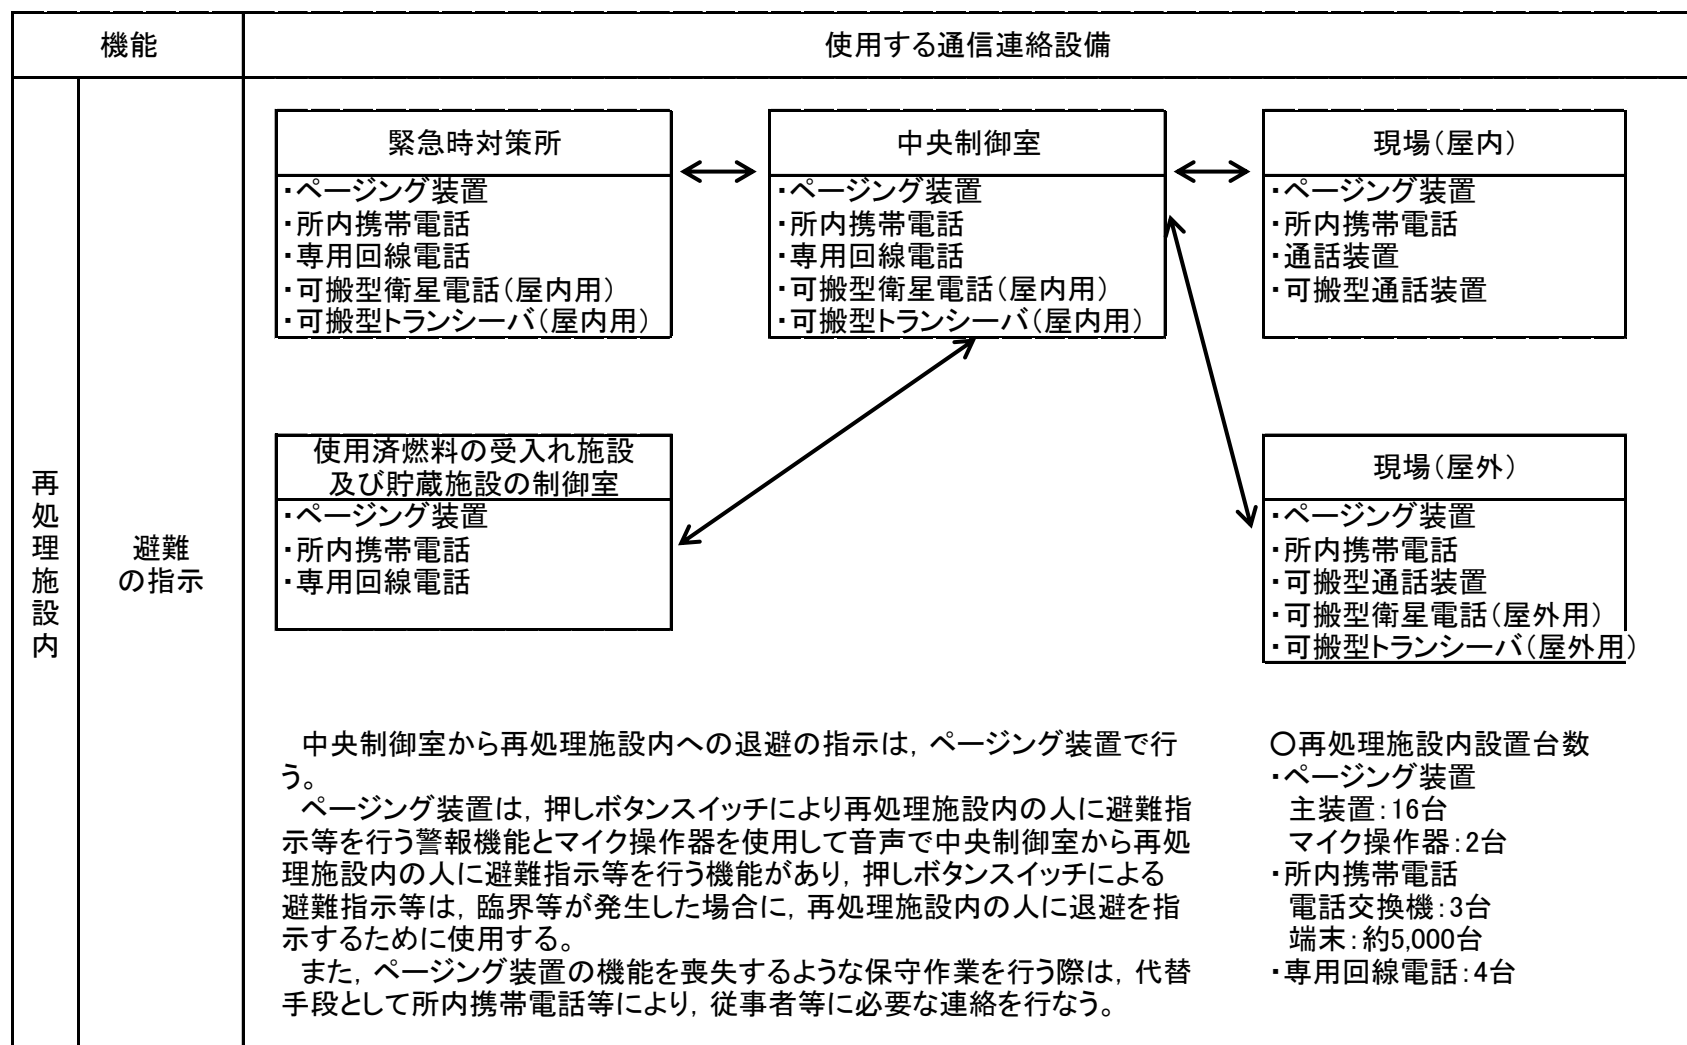 機能
使用する通信連絡設備
再処理施設内
避難
の指示
緊急時対策所
・ページング装置
・所内携帯電話
・専用回線電話
・可搬型衛星電話（屋内用）
・可搬型トランシーバ（屋内用）
中央制御室
・ページング装置
・所内携帯電話
・専用回線電話
・可搬型衛星電話（屋内用）
・可搬型トランシーバ（屋内用）
現場（屋内）
・ページング装置
・所内携帯電話
・通話装置
・可搬型通話装置
使用済燃料の受入れ施設
及び貯蔵施設の制御室
・ページング装置
・所内携帯電話
・専用回線電話
現場（屋外）
・ページング装置
・所内携帯電話
・可搬型通話装置
・可搬型衛星電話（屋外用）
・可搬型トランシーバ（屋外用）
中央制御室から再処理施設内への退避の指示は，ページング装置で行
う。
ページング装置は，押しボタンスイッチにより再処理施設内の人に避難指
示等を行う警報機能とマイク操作器を使用して音声で中央制御室から再処
理施設内の人に避難指示等を行う機能があり，押しボタンスイッチによる
避難指示等は，臨界等が発生した場合に，再処理施設内の人に退避を指
示するために使用する。
また，ページング装置の機能を喪失するような保守作業を行う際は，代替
手段として所内携帯電話等により，従事者等に必要な連絡を行なう。
○再処理施設内設置台数
・ページング装置
主装置：16台
マイク操作器：2台
・所内携帯電話
電話交換機：3台
端末：約5,000台
・専用回線電話：4台